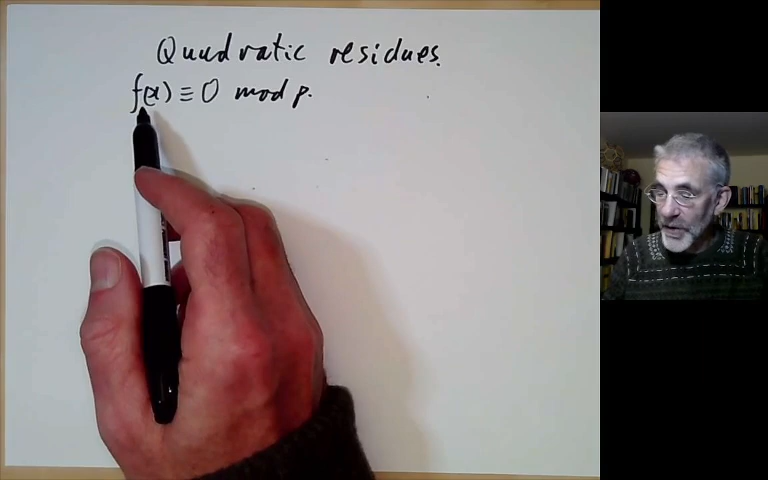 Quadratic residues.
f(x) ≡ 0 mod p.